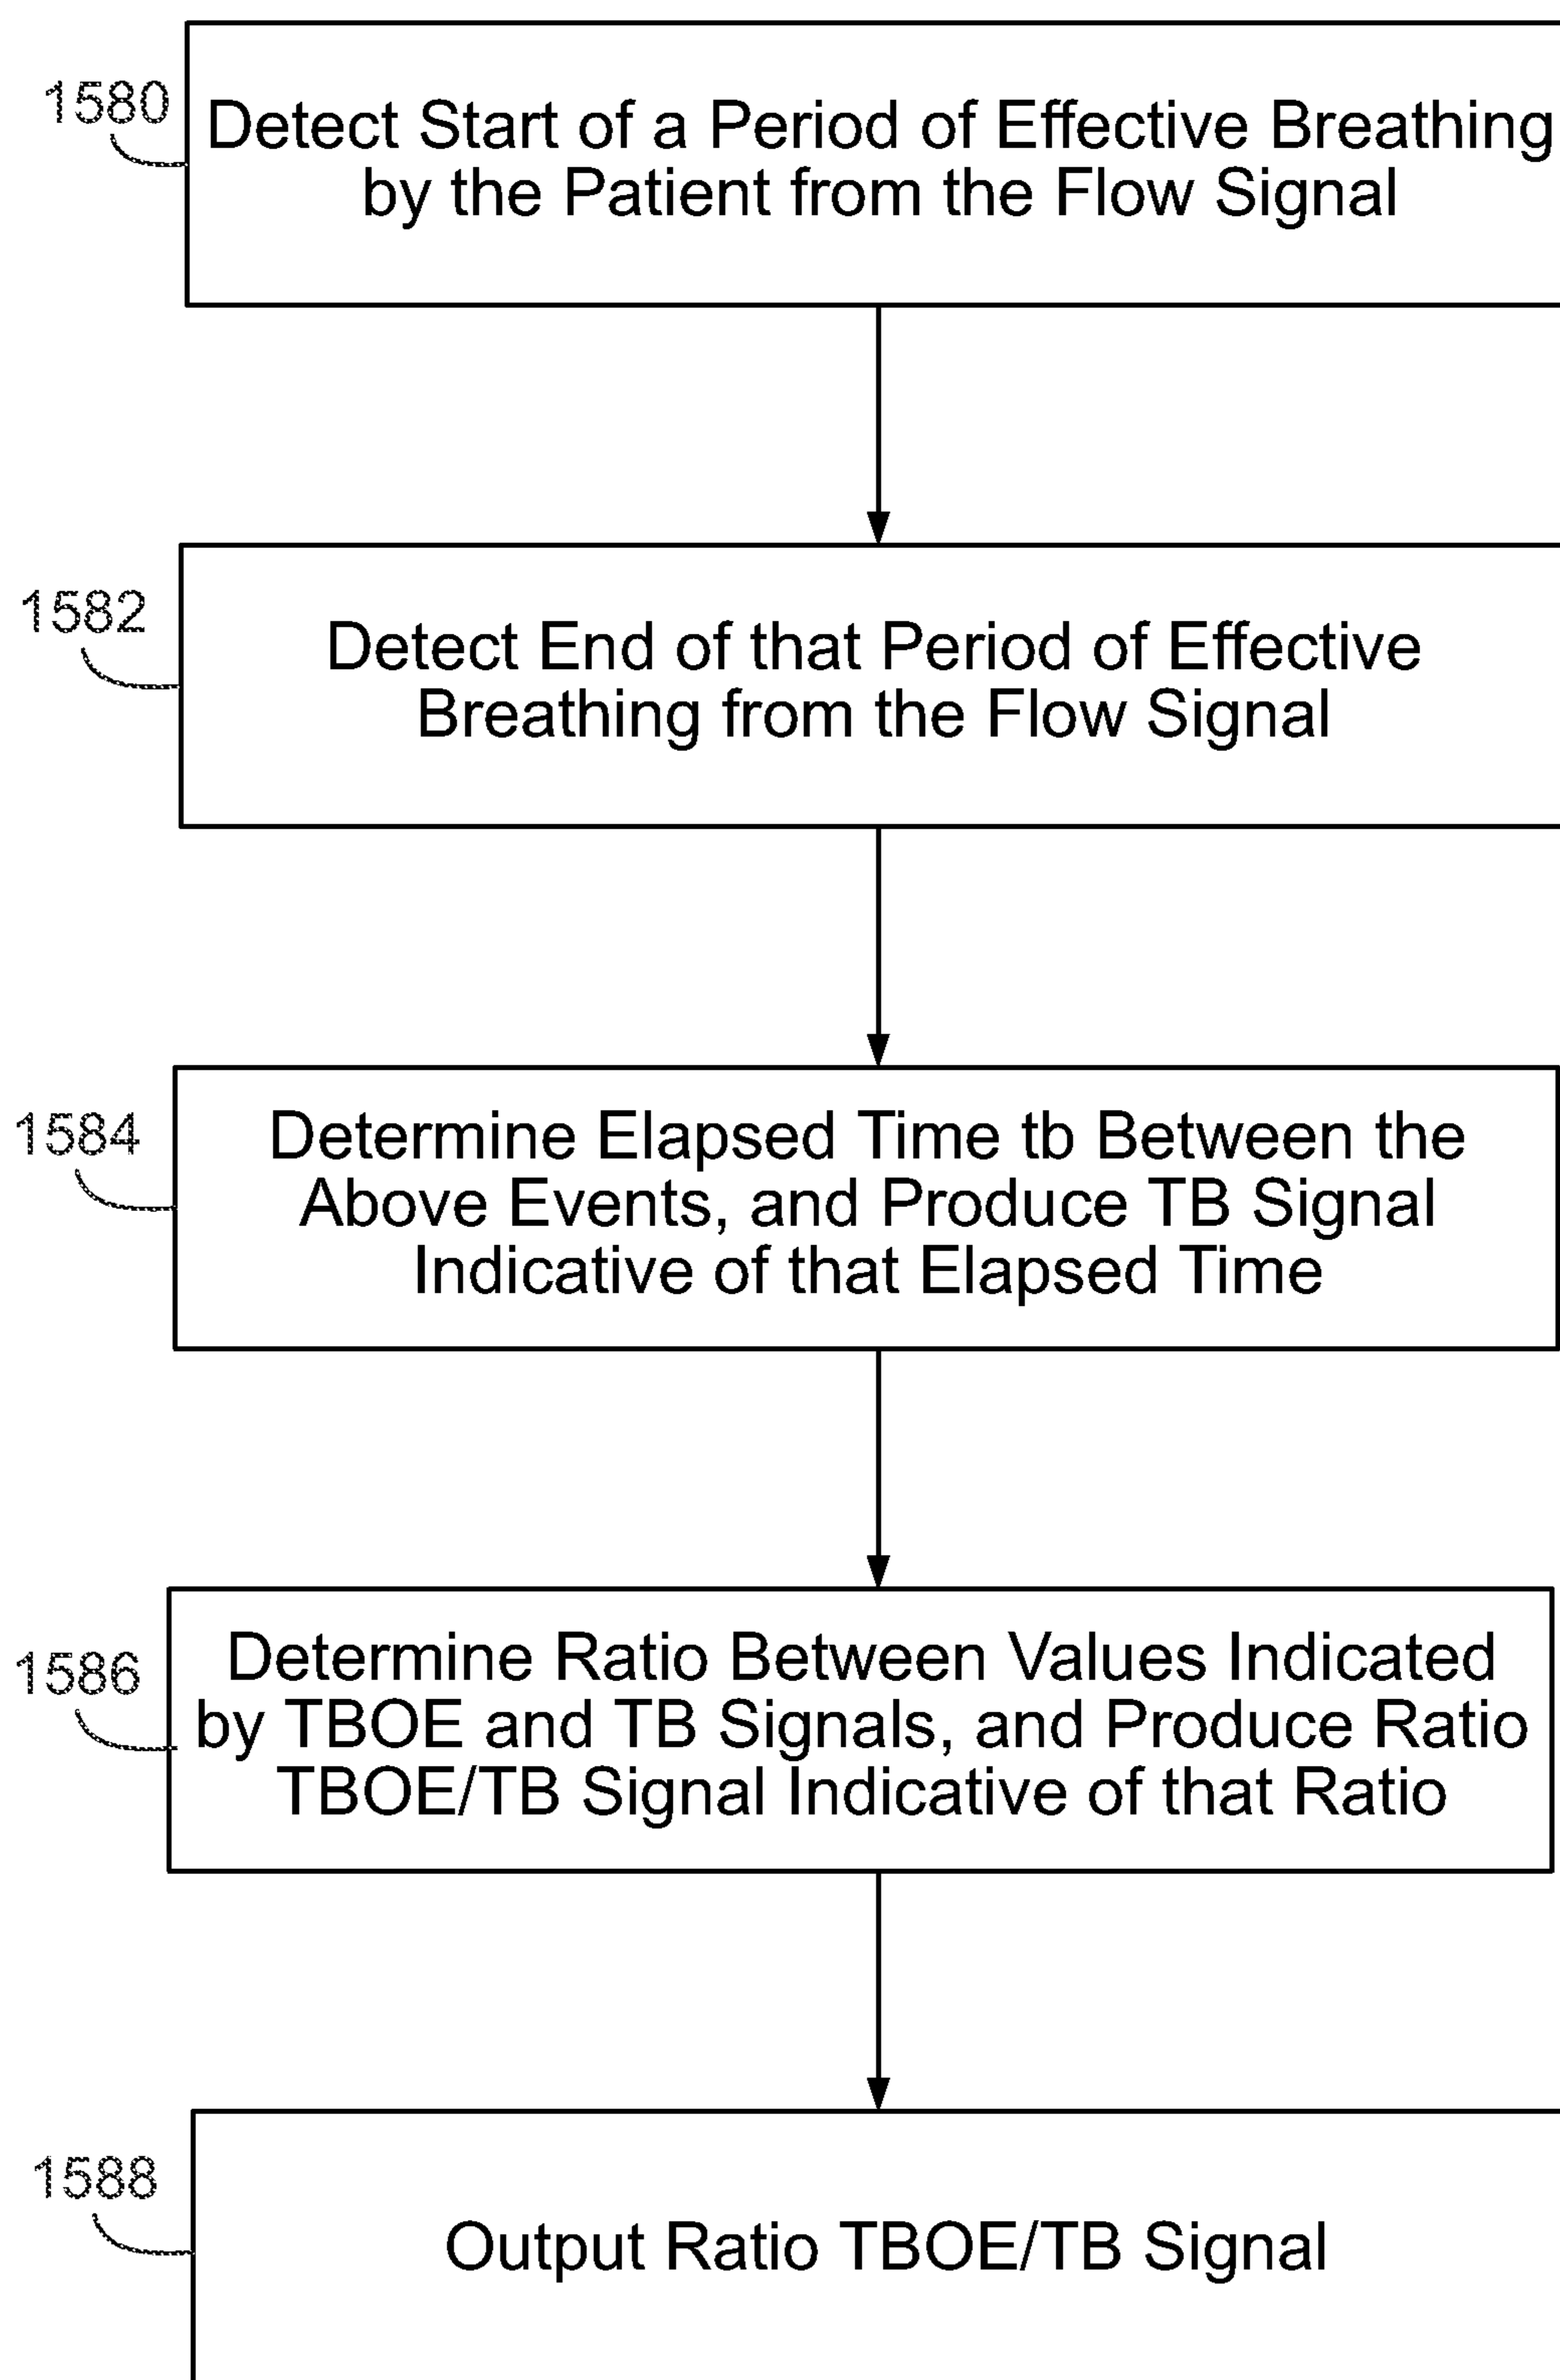 1580
Detect Start of a Period of Effective Breathing
by the Patient from the Flow Signal
1582
Detect End of that Period of Effective
Breathing from the Flow Signal
1584
Determine Elapsed Time tb Between the
Above Events, and Produce TB Signal
Indicative of that Elapsed Time
1586
Determine Ratio Between Values Indicated
by TBOE and TB Signals, and Produce Ratio
TBOE/TB Signal Indicative of that Ratio
1588
Output Ratio TBOE/TB Signal